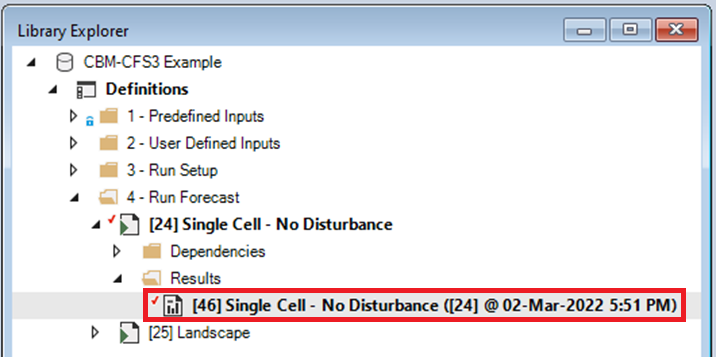 Library Explorer
CBM-CFS3 Example
Definitions
1 - Predefined Inputs
2 - User Defined Inputs
3 - Run Setup
4 - Run Forecast
[24] Single Cell - No Disturbance
Dependencies
Results
[46] Single Cell - No Disturbance ([24] @ 02-Mar-2022 5:51 PM)
[25] Landscape